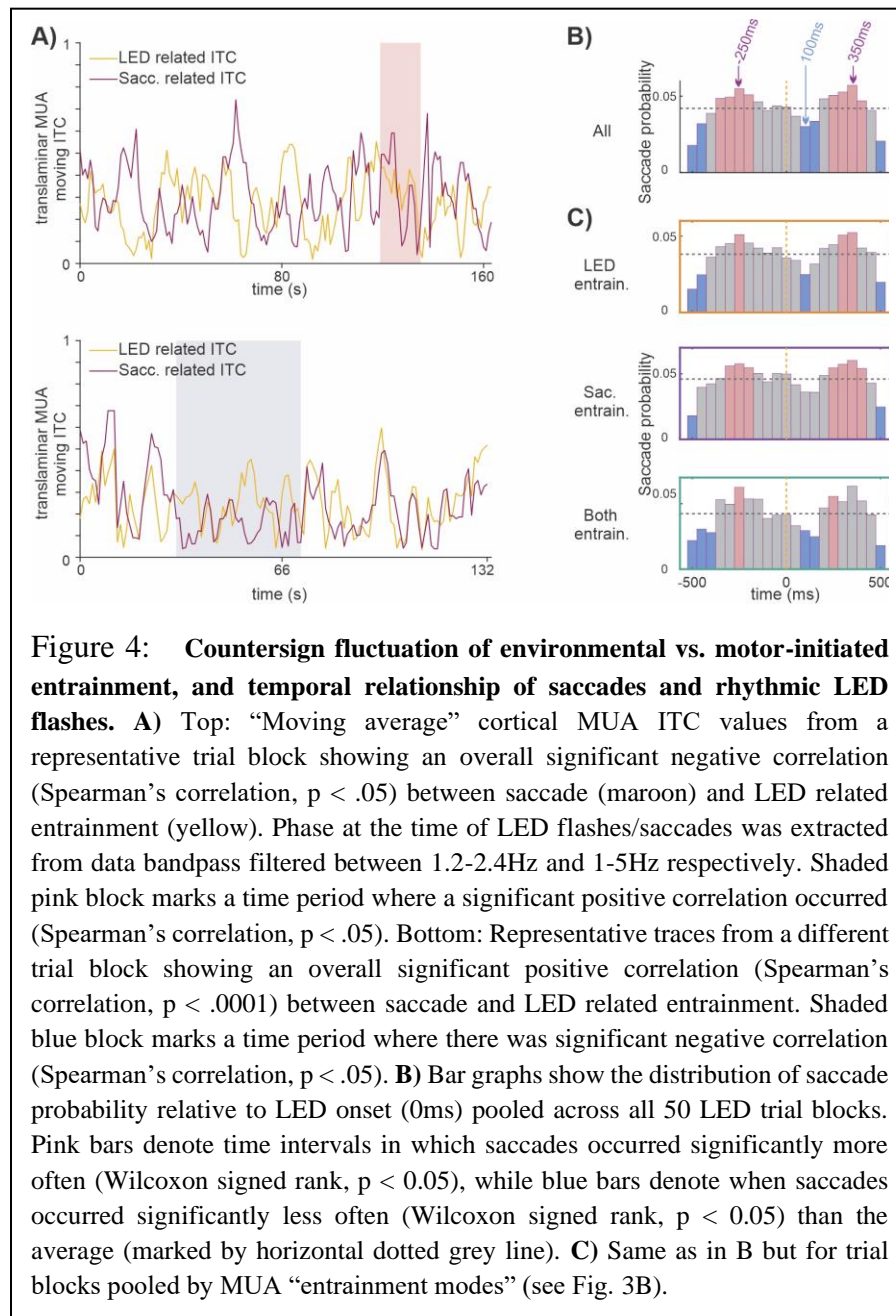 A)
1
LED related ITC
Sacc. related ITC
translaminar MUA
moving ITC
0
0
80
160
time (s)
1
LED related ITC
Sacc. related ITC
translaminar MUA
moving ITC
0
0
66
132
time (s)
B)
-250ms
100ms
350ms
All
Saccade probability
0.05
0
C)
LED
entrain.
0.05
0
Sac.
entrain.
Saccade probability
0.05
0
Both
entrain.
0.05
0
-500
0
500
time (ms)
Figure 4: Countersign fluctuation of environmental vs. motor-initiated
entrainment, and temporal relationship of saccades and rhythmic LED
flashes. A) Top: “Moving average” cortical MUA ITC values from a
representative trial block showing an overall significant negative correlation
(Spearman’s correlation, p < .05) between saccade (maroon) and LED related
entrainment (yellow). Phase at the time of LED flashes/saccades was extracted
from data bandpass filtered between 1.2-2.4Hz and 1-5Hz respectively. Shaded
pink block marks a time period where a significant positive correlation occurred
(Spearman’s correlation, p < .05). Bottom: Representative traces from a different
trial block showing an overall significant positive correlation (Spearman’s
correlation, p < .0001) between saccade and LED related entrainment. Shaded
blue block marks a time period where there was significant negative correlation
(Spearman’s correlation, p < .05). B) Bar graphs show the distribution of saccade
probability relative to LED onset (0ms) pooled across all 50 LED trial blocks.
Pink bars denote time intervals in which saccades occurred significantly more
often (Wilcoxon signed rank, p < 0.05), while blue bars denote when saccades
occurred significantly less often (Wilcoxon signed rank, p < 0.05) than the
average (marked by horizontal dotted grey line). C) Same as in B but for trial
blocks pooled by MUA “entrainment modes” (see Fig. 3B).